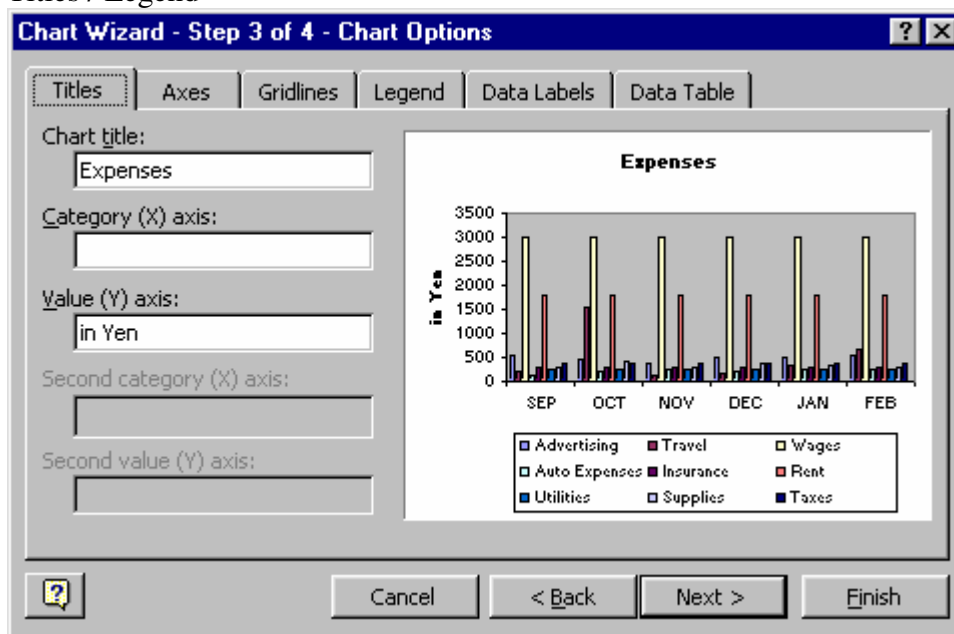 Titles / Legend
Chart Wizard - Step 3 of 4 - Chart Options
Titles Axes Gridlines Legend Data Labels Data Table
Chart title:
Expenses
Category (X) axis:
Value (Y) axis:
in Yen
Second category (X) axis:
Second value (Y) axis:
Expenses
3500
3000
2500
2000
1500
1000
500
0
in Yen
SEP OCT NOV DEC JAN FEB
Advertising Travel Wages
Auto Expenses Insurance Rent
Utilities Supplies Taxes
Cancel < Back Next > Finish